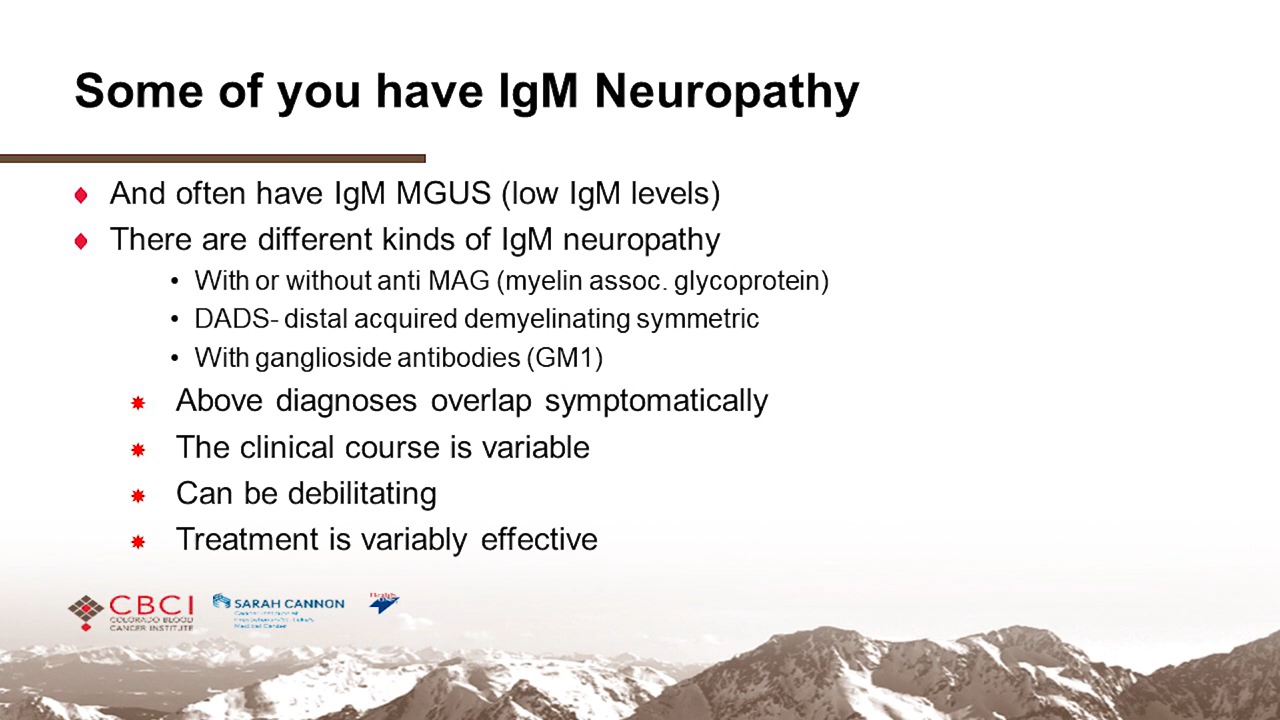 Some of you have IgM Neuropathy
And often have IgM MGUS (low IgM levels)
There are different kinds of IgM neuropathy
• With or without anti MAG (myelin assoc. glycoprotein)
• DADS- distal acquired demyelinating symmetric
• With ganglioside antibodies (GM1)
Above diagnoses overlap symptomatically
The clinical course is variable
Can be debilitating
Treatment is variably effective
CBCI
COLORADO BLOOD
CANCER INSTITUTE
SARAH CANNON
Medical Center